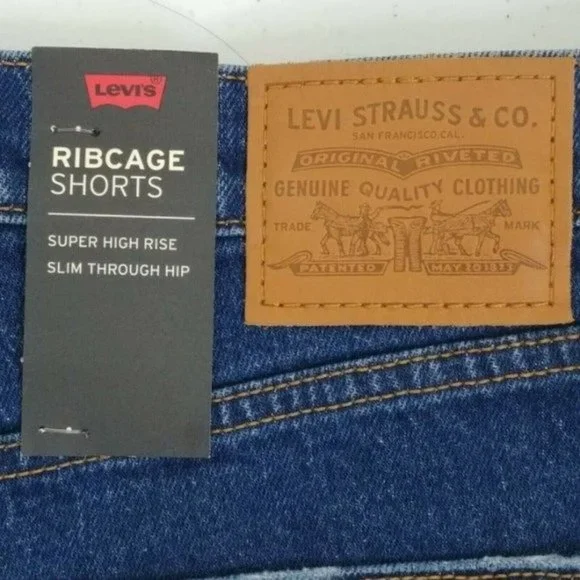 LEVI'S
RIBCAGE
SHORTS
SUPER HIGH RISE
SLIM THROUGH HIP
LEVI STRAUSS & CO.
SAN FRANCISCO, CAL.
ORIGINAL RIVETED
GENUINE QUALITY CLOTHING
TRADE MARK
PATENTED MAY 20 1873